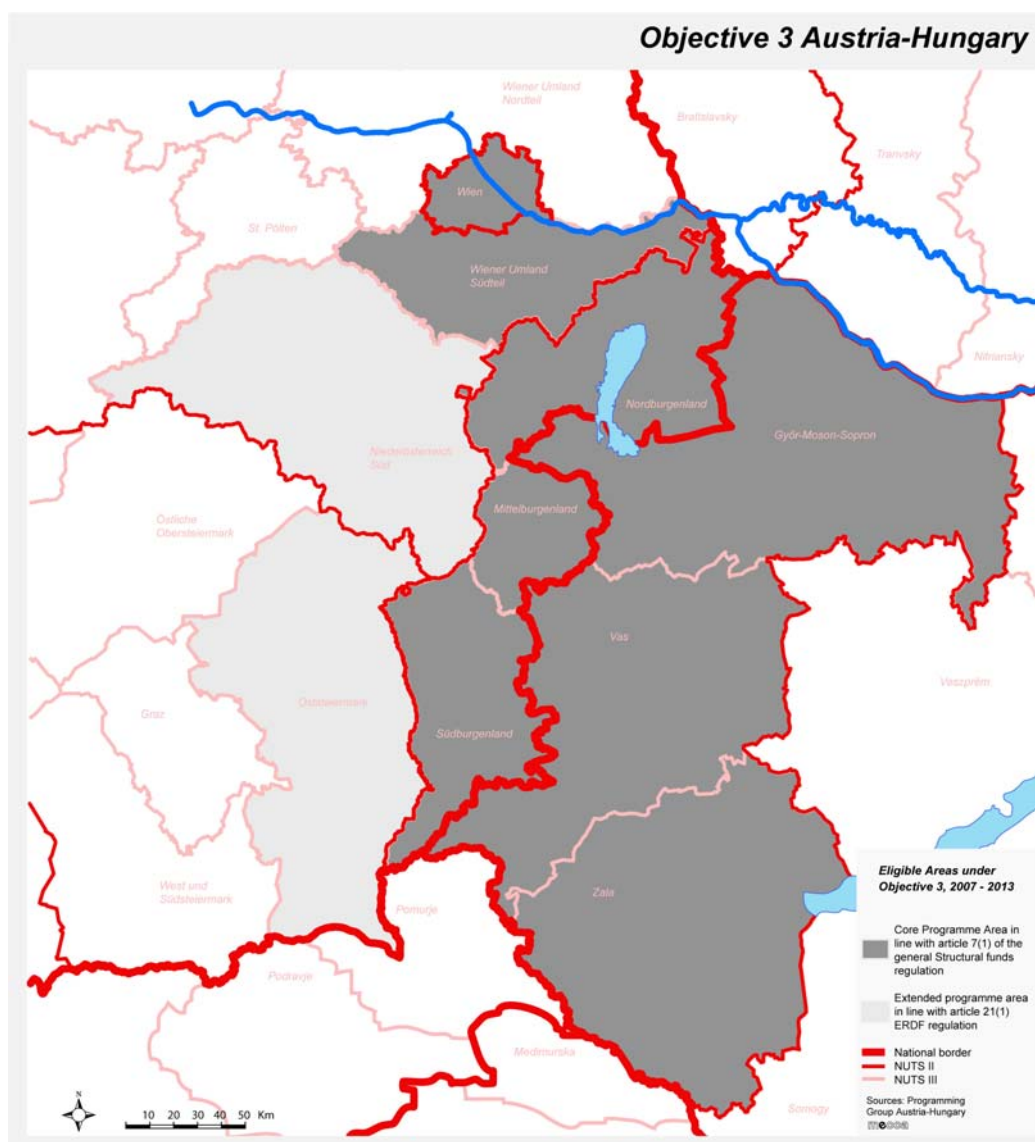 Objective 3 Austria-Hungary
Wiener Umland
Nordteil
Bratislavsky
Tranvsky
Wien
St. Pölten
Wiener Umland
Südteil
Nitriansky
Nordburgenland
Győr-Moson-Sopron
Niederösterreich
Süd
Mittelburgenland
Östliche
Obersteiermark
Vas
Veszprém
Oststeiermark
Graz
Südburgenland
West und
Südsteiermark
Zala
Pomurje
Podravje
Medimurska
Somogy
Eligible Areas under
Objective 3, 2007 - 2013
Core Programme Area in
line with article 7(1) of the
general Structural funds
regulation
Extended programme area
in line with article 21(1)
ERDF regulation
National border
NUTS II
NUTS III
Sources: Programming
Group Austria-Hungary
mecca
N
10 20 30 40 50 Km